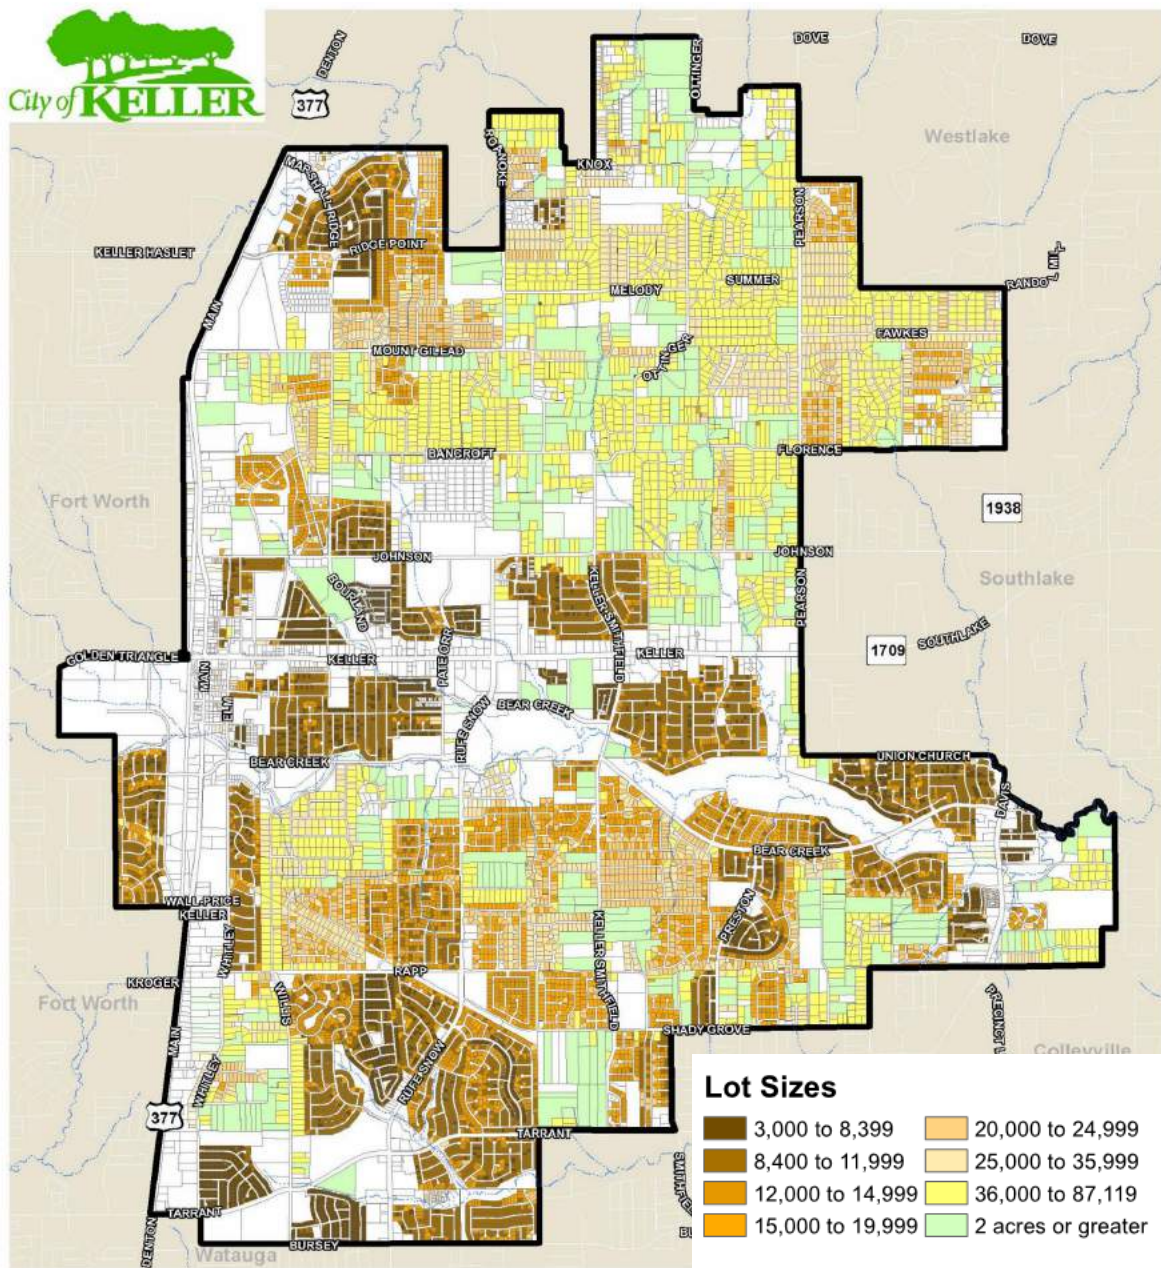 City of KELLER
DENTON
377
DOVE
DOVE
OTTINGER
Westlake
ROANOKE
KNOX
MARSHALL RIDGE
PEARSON
KELLER HASLET
RIDGE POINT
MELODY
SUMMER
MAIN
FAWKES
MOUNT GILEAD
OTTINGER
BANCROFT
FLORENCE
Fort Worth
1938
JOHNSON
JOHNSON
BOURLAND
KELLER SMITHFIELD
PEARSON
Southlake
SOUTHLAKE
1709
GOLDEN TRIANGLE
KELLER
PATE ORR
KELLER
MAIN
ELM
BEAR CREEK
RUFE SNOW
BEAR CREEK
UNION CHURCH
DAVIS
BEAR CREEK
WALL-PRICE
KELLER
PRESTON
WHITLEY
KELLER SMITHFIELD
RAPP
KROGER
Fort Worth
WILLIS
SHADY GROVE
MAIN
Colleyville
WHITLEY
RUFE SNOW
377
TARRANT
TARRANT
DENTON
BURSEY
Watauga
Lot Sizes
3,000 to 8,399
8,400 to 11,999
12,000 to 14,999
15,000 to 19,999
20,000 to 24,999
25,000 to 35,999
36,000 to 87,119
2 acres or greater